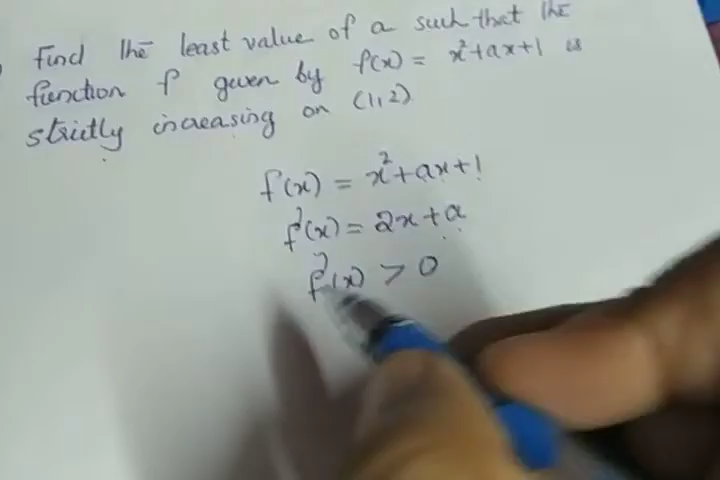 Find the least value of a such that the
function f given by f(x) = x²+ax+1 is
strictly increasing on (1,2)
f(x) = x²+ax+1
f'(x) = 2x+a
f'(x) > 0